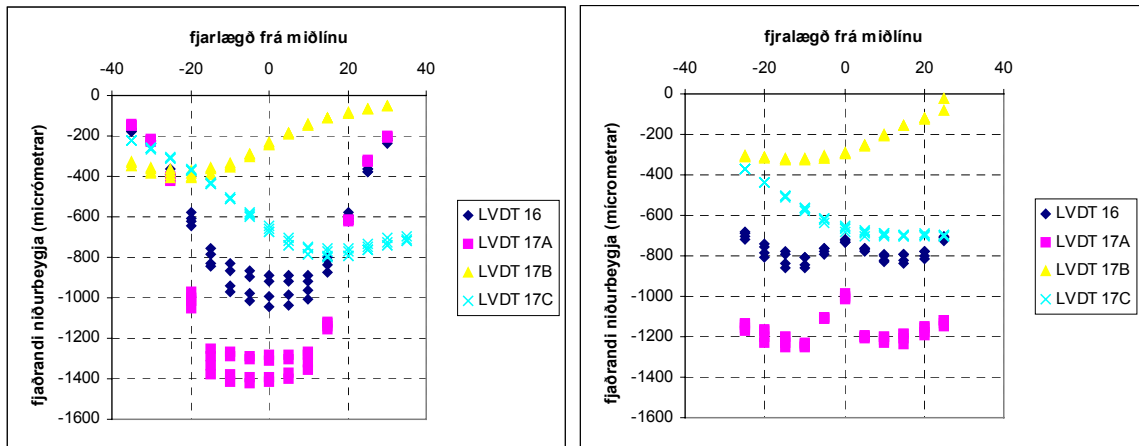 fjarlægð frá miðlínu
-40 -20 0 20 40
0
-200
-400
-600
-800
-1000
-1200
-1400
-1600
fjaðrandi niðurbeygja (micrómetrar)
LVDT 16
LVDT 17A
LVDT 17B
LVDT 17C
fjralægð frá miðlínu
-40 -20 0 20 40
0
-200
-400
-600
-800
-1000
-1200
-1400
-1600
fjaðrandi niðurbeygja (mícrometrar)
LVDT 16
LVDT 17A
LVDT 17B
LVDT 17C